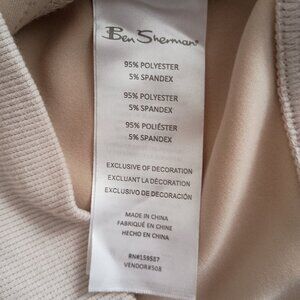 Ben Sherman
95% POLYESTER
5% SPANDEX
95% POLYESTER
5% SPANDEX
95% POLIÉSTER
5% SPANDEX
EXCLUSIVE OF DECORATION
EXCLUANT LA DÉCORATION
EXCLUSIVO DE DECORACIÓN
MADE IN CHINA
FABRIQUÉ EN CHINE
HECHO EN CHINA
RN#159587
VENDOR#508